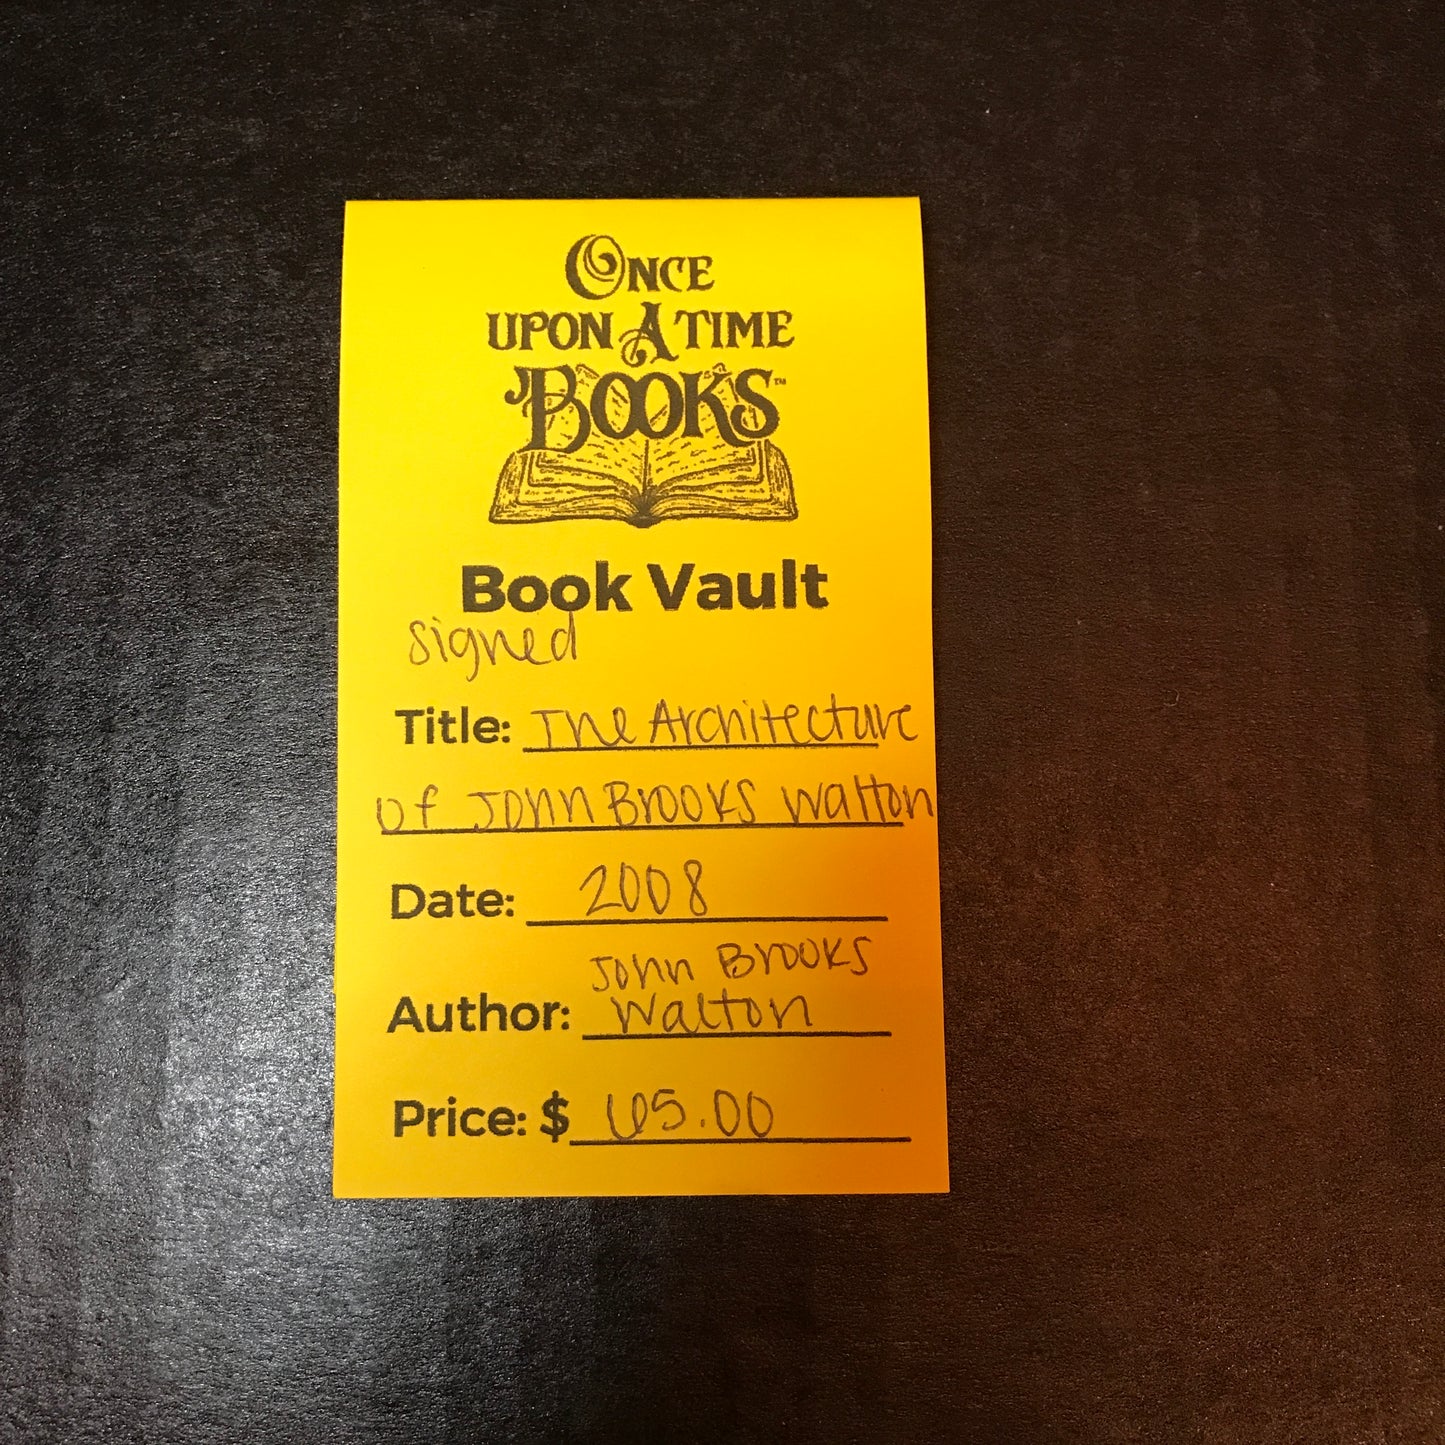 ONCE
UPON A TIME
BOOKS™
Book Vault
signed
Title: The Architecture
of John Brooks Walton
Date: 2008
John Brooks
Author: Walton
Price: $ 65.00